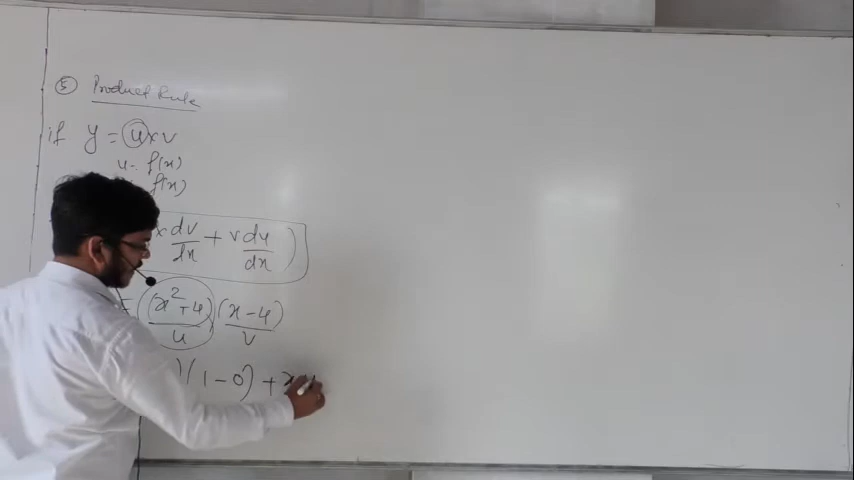 ⑤ Product Rule
if y = u × v
u - f(x)
f(x)
x dv/dx + v du/dx )
= (x² + 4) (x - 4)
u v
)(1 - 0) +